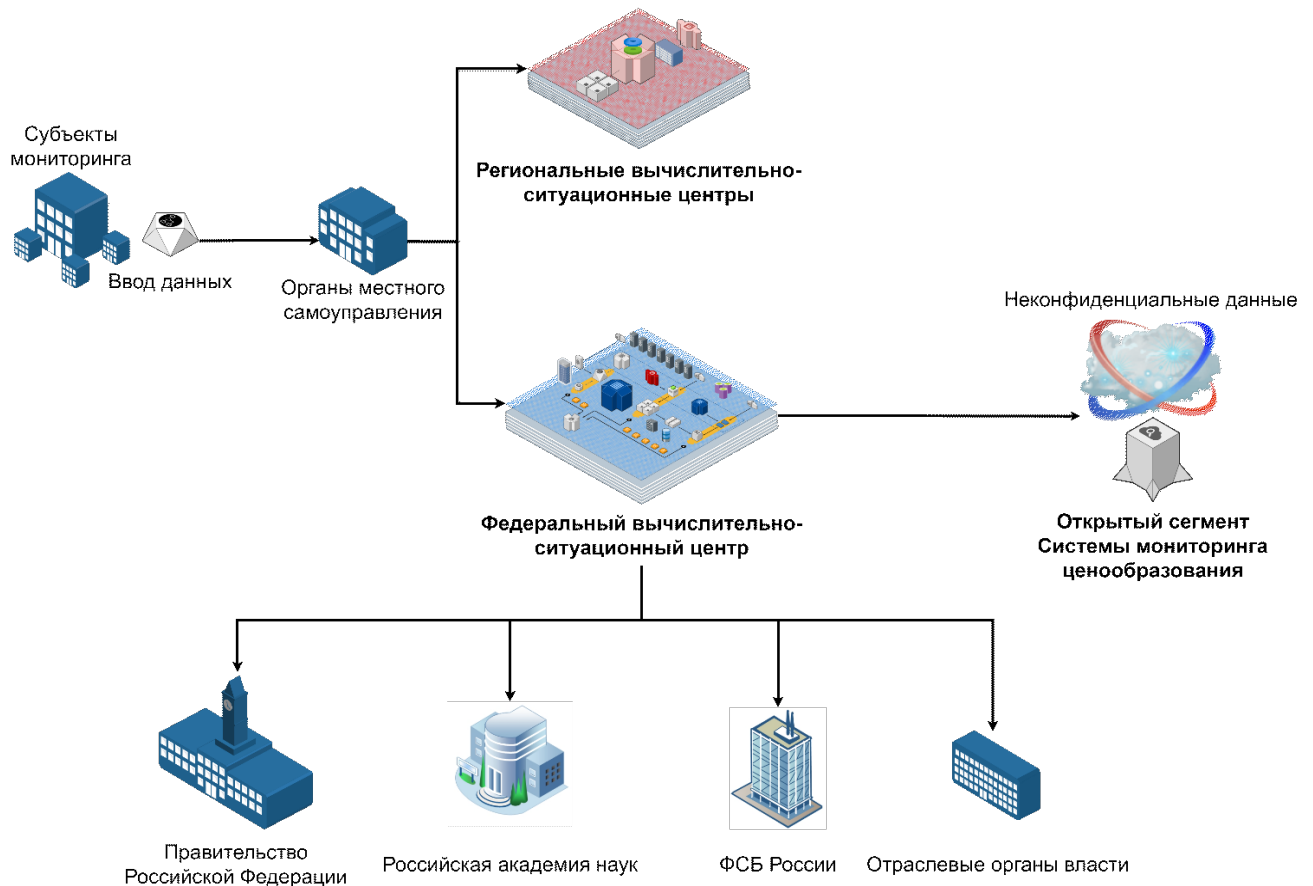 Субъекты
мониторинга
Ввод данных
Органы местного
самоуправления
Региональные вычислительно-
ситуационные центры
Неконфиденциальные данные
Федеральный вычислительно-
ситуационный центр
Открытый сегмент
Системы мониторинга
ценообразования
Правительство
Российской Федерации
Российская академия наук
ФСБ России
Отраслевые органы власти